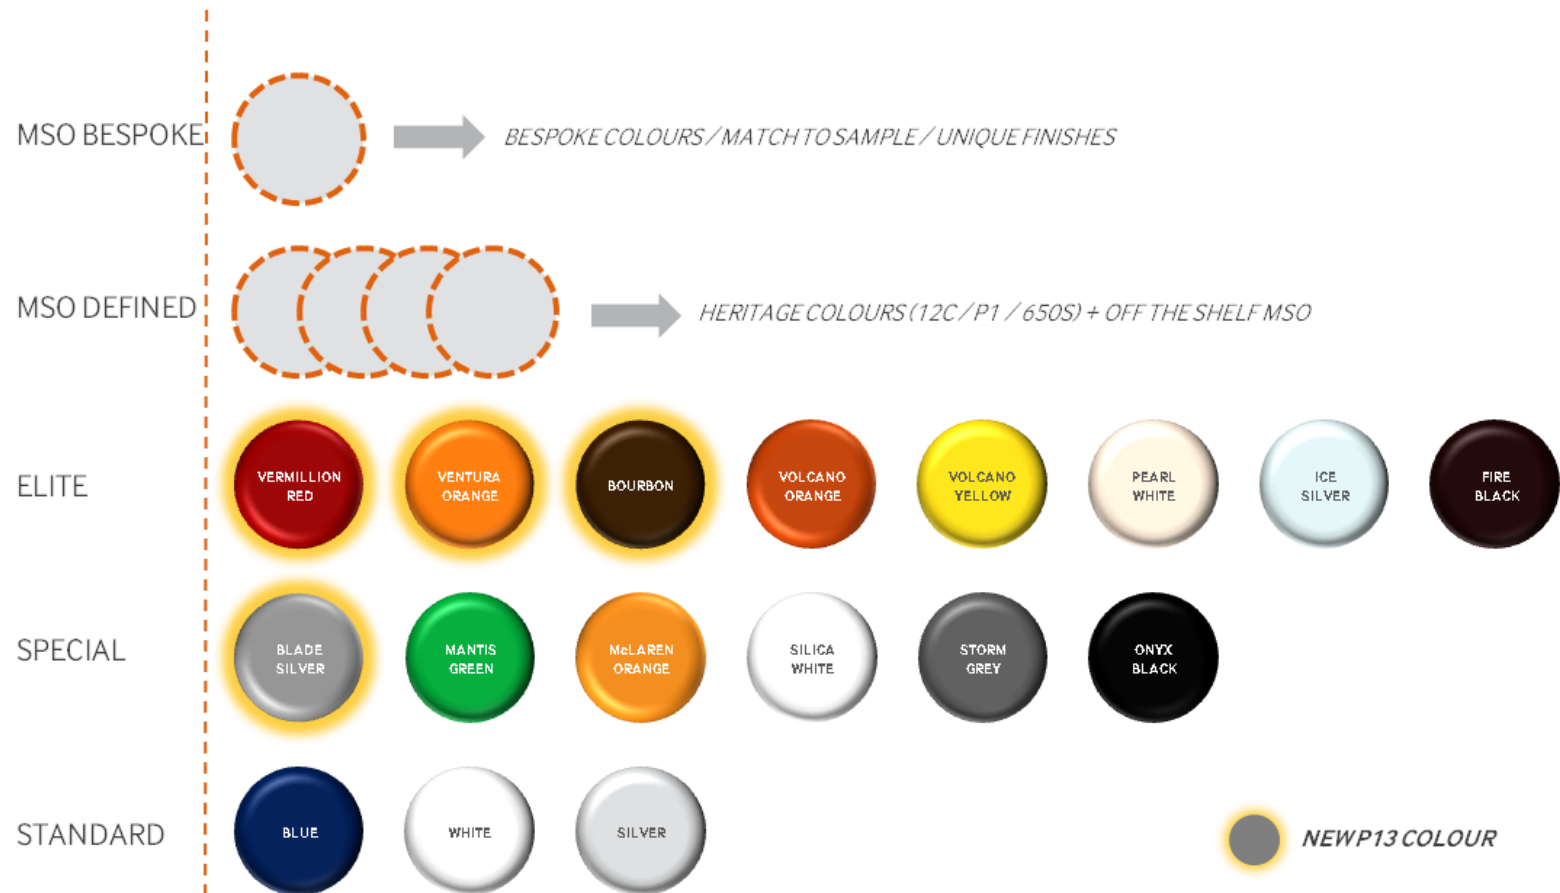 MSO BESPOKE
BESPOKE COLOURS / MATCH TO SAMPLE / UNIQUE FINISHES
MSO DEFINED
HERITAGE COLOURS (12C / P1 / 650S) + OFF THE SHELF MSO
ELITE
VERMILLION
RED
VENTURA
ORANGE
BOURBON
VOLCANO
ORANGE
VOLCANO
YELLOW
PEARL
WHITE
ICE
SILVER
FIRE
BLACK
SPECIAL
BLADE
SILVER
MANTIS
GREEN
McLAREN
ORANGE
SILICA
WHITE
STORM
GREY
ONYX
BLACK
STANDARD
BLUE
WHITE
SILVER
NEW P13 COLOUR